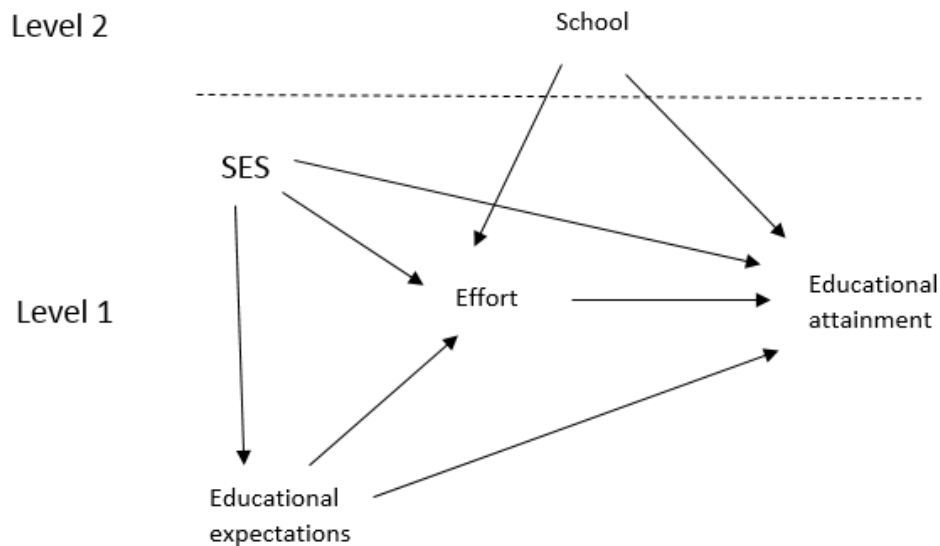 Level 2
School
SES
Effort
Educational
attainment
Level 1
Educational
expectations